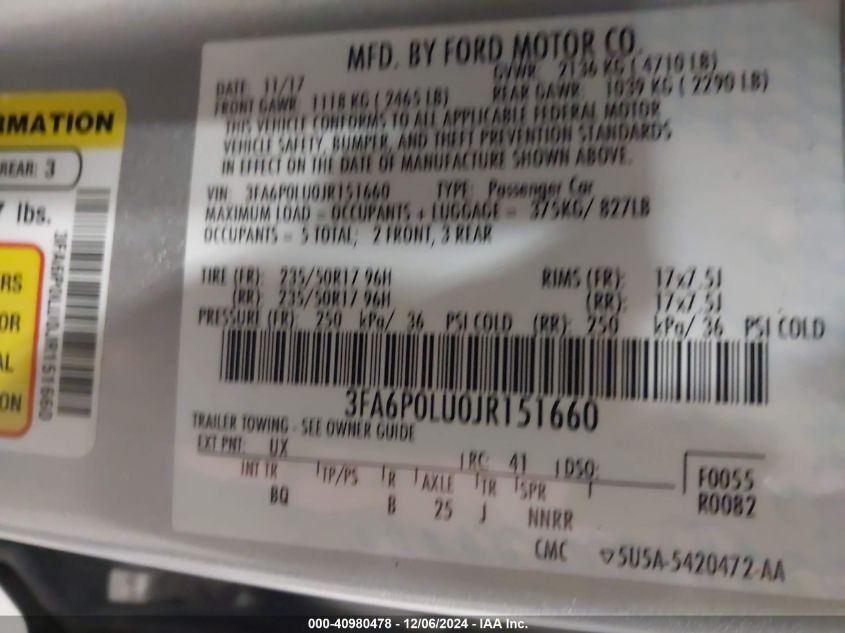 MFD. BY FORD MOTOR CO.
DATE: 11/17 GVWR: 2136 KG ( 4710 LB)
FRONT GAWR: 1118 KG ( 2465 LB) REAR GAWR: 1039 KG ( 2290 LB)
THIS VEHICLE CONFORMS TO ALL APPLICABLE FEDERAL MOTOR
VEHICLE SAFETY, BUMPER, AND THEFT PREVENTION STANDARDS
IN EFFECT ON THE DATE OF MANUFACTURE SHOWN ABOVE.
VIN: 3FA6P0LU0JR151660 TYPE: Passenger Car
MAXIMUM LOAD = OCCUPANTS + LUGGAGE = 375KG/ 827LB
OCCUPANTS = 5 TOTAL; 2 FRONT, 3 REAR
TIRE (FR): 235/50R17 96H RIMS (FR): 17x7.5J
(RR): 235/50R17 96H (RR): 17x7.5J
PRESSURE (FR): 250 kPa/ 36 PSI COLD (RR): 250 kPa/ 36 PSI COLD
3FA6P0LU0JR151660
TRAILER TOWING - SEE OWNER GUIDE
EXT PNT: UX RC: 41 DSO:
INT TR TP/PS R AXLE TR SPR
BQ B 25 J NNRR
F0055
R0082
CMC ▽5U5A-5420472-AA
RMATION
REAR: 3
7 lbs.
RS
OR
AL
ON
3FA6P0LU0JR151660
000-40980478 - 12/06/2024 - IAA Inc.